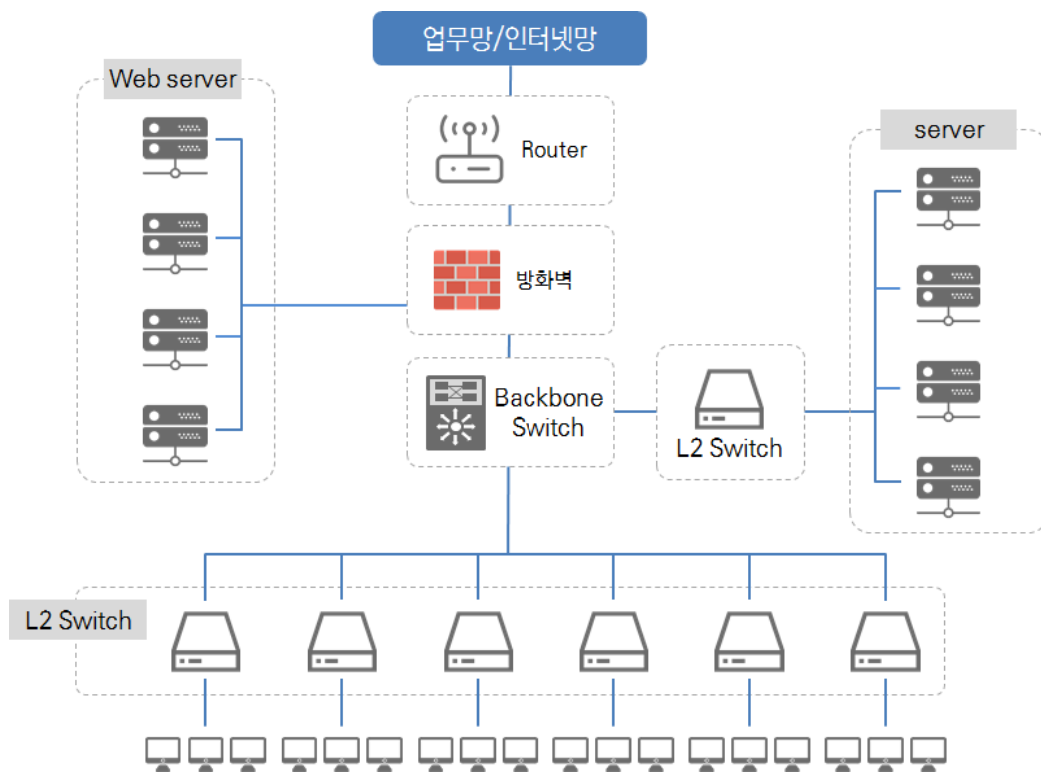 업무망/인터넷망
Web server
Router
server
방화벽
Backbone
Switch
L2 Switch
L2 Switch